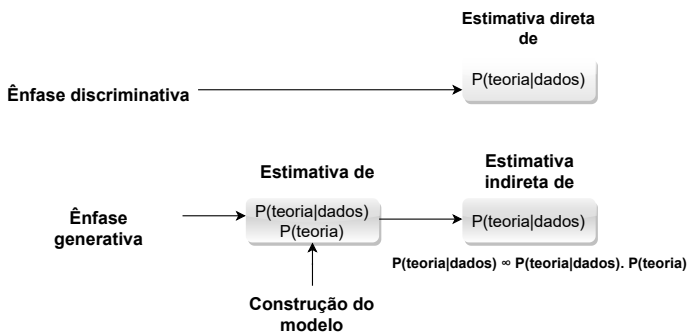 Estimativa direta
de
P(teoria|dados)
Ênfase discriminativa
Estimativa de
Estimativa
indireta de
Ênfase
generativa
P(teoria|dados)
P(teoria)
P(teoria|dados)
P(teoria|dados) ∞ P(teoria|dados). P(teoria)
Construção do
modelo